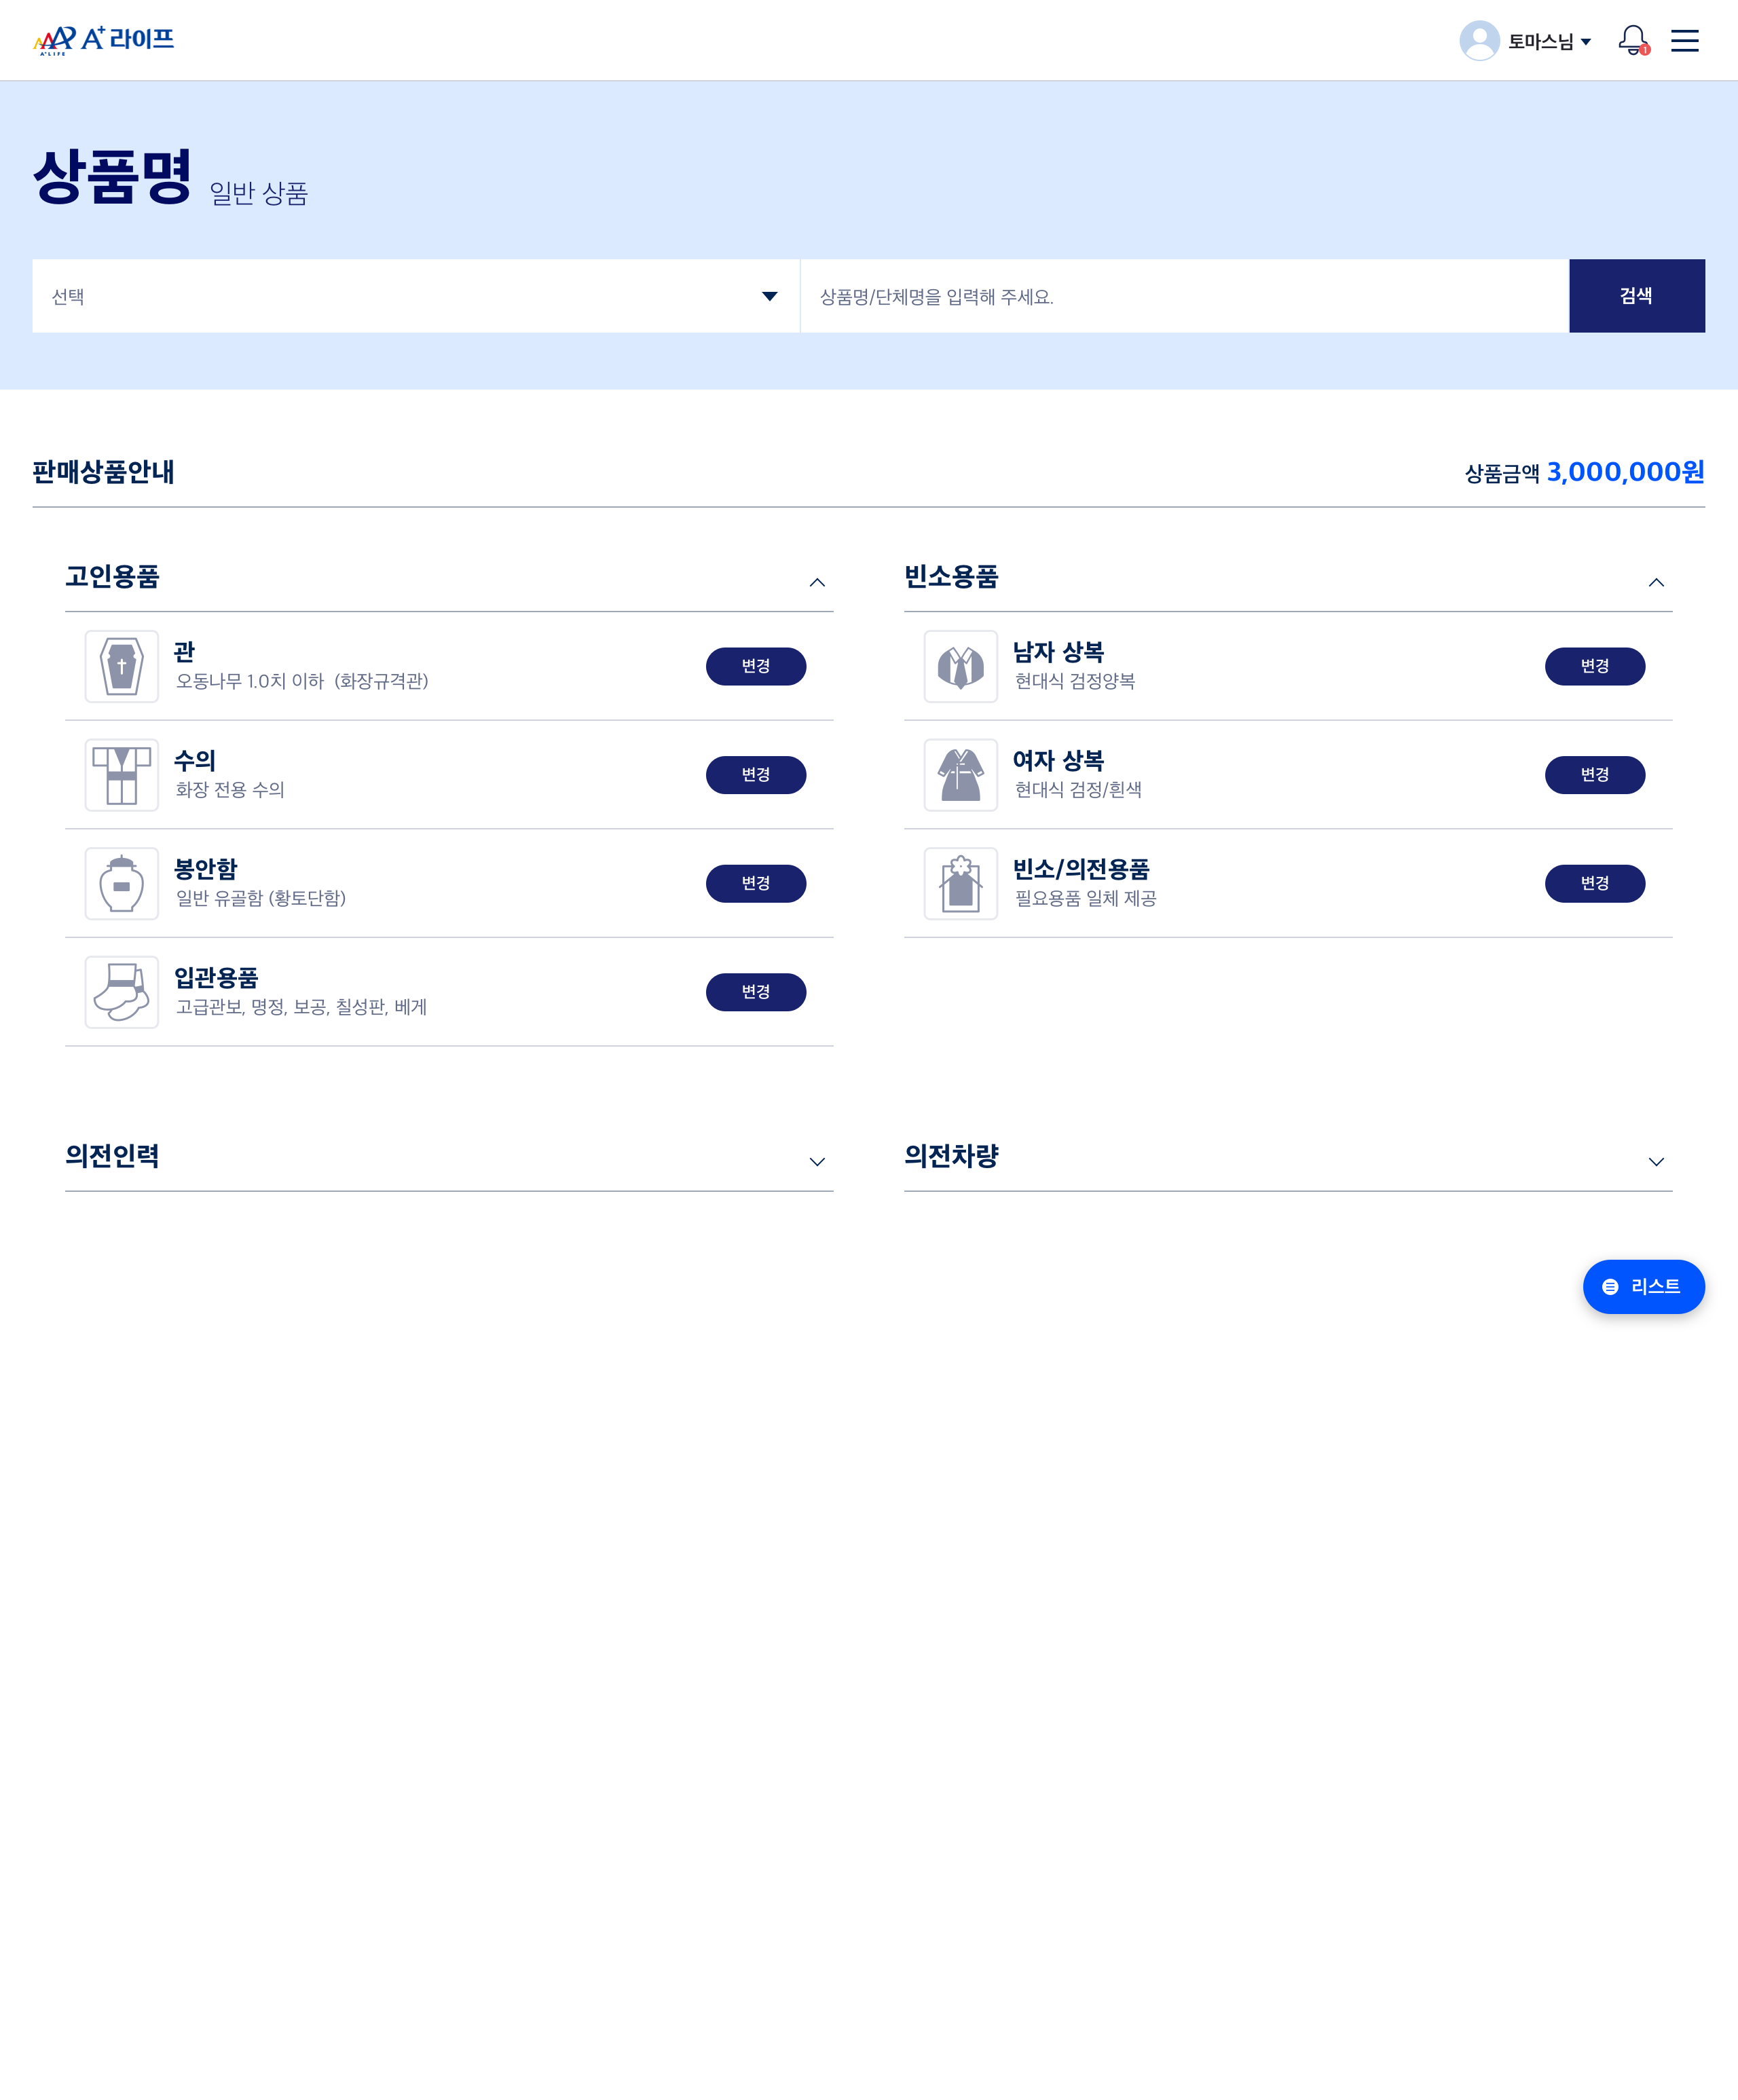 A+ 라이프
A+LIFE
토마스님
1
상품명 일반 상품
선택
상품명/단체명을 입력해 주세요.
검색
판매상품안내
상품금액 3,000,000원
고인용품
관
오동나무 1.0치 이하 (화장규격관)
변경
수의
화장 전용 수의
변경
봉안함
일반 유골함 (황토단함)
변경
입관용품
고급관보, 명정, 보공, 칠성판, 베게
변경
빈소용품
남자 상복
현대식 검정양복
변경
여자 상복
현대식 검정/흰색
변경
빈소/의전용품
필요용품 일체 제공
변경
의전인력
의전차량
리스트